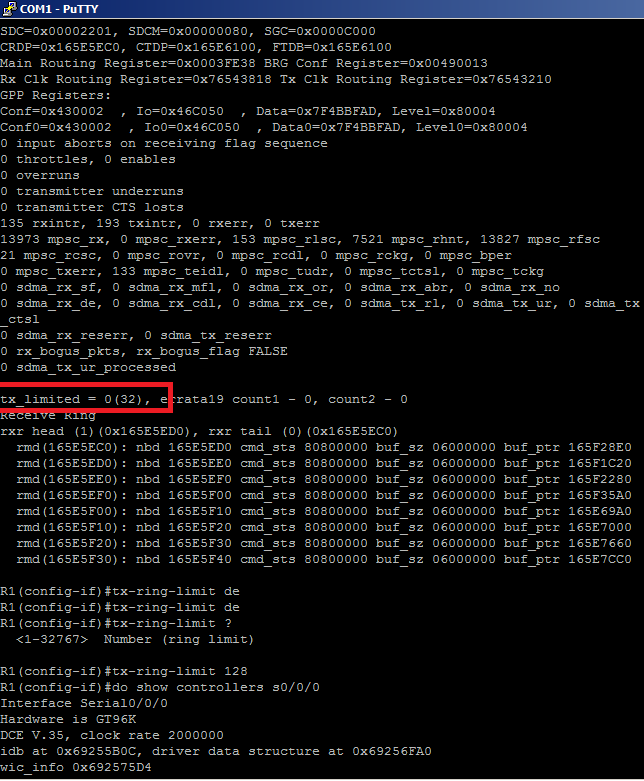 COM1 - PuTTY
SDC=0x00002201, SDCM=0x00000080, SGC=0x0000C000
CRDP=0x165E5EC0, CTDP=0x165E6100, FTDB=0x165E6100
Main Routing Register=0x0003FE38 BRG Conf Register=0x00490013
Rx Clk Routing Register=0x76543818 Tx Clk Routing Register=0x76543210
GPP Registers:
Conf=0x430002  , Io=0x46C050  , Data=0x7F4BBFAD, Level=0x80004
Conf0=0x430002  , Io0=0x46C050  , Data0=0x7F4BBFAD, Level0=0x80004
0 input aborts on receiving flag sequence
0 throttles, 0 enables
0 overruns
0 transmitter underruns
0 transmitter CTS losts
135 rxintr, 193 txintr, 0 rxerr, 0 txerr
13973 mpsc_rx, 0 mpsc_rxerr, 153 mpsc_rlsc, 7521 mpsc_rhnt, 13827 mpsc_rfsc
21 mpsc_rcsc, 0 mpsc_rovr, 0 mpsc_rcdl, 0 mpsc_rckg, 0 mpsc_bper
0 mpsc_txerr, 133 mpsc_teidl, 0 mpsc_tudr, 0 mpsc_tctsl, 0 mpsc_tckg
0 sdma_rx_sf, 0 sdma_rx_mfl, 0 sdma_rx_or, 0 sdma_rx_abr, 0 sdma_rx_no
0 sdma_rx_de, 0 sdma_rx_cdl, 0 sdma_rx_ce, 0 sdma_tx_rl, 0 sdma_tx_ur, 0 sdma_tx
_ctsl
0 sdma_rx_reserr, 0 sdma_tx_reserr
0 rx_bogus_pkts, rx_bogus_flag FALSE
0 sdma_tx_ur_processed
tx_limited = 0(32), errata19 count1 - 0, count2 - 0
Receive Ring
rxr head (1)(0x165E5ED0), rxr tail (0)(0x165E5EC0)
rmd(165E5EC0): nbd 165E5ED0 cmd_sts 80800000 buf_sz 06000000 buf_ptr 165F28E0
rmd(165E5ED0): nbd 165E5EE0 cmd_sts 80800000 buf_sz 06000000 buf_ptr 165F1C20
rmd(165E5EE0): nbd 165E5EF0 cmd_sts 80800000 buf_sz 06000000 buf_ptr 165F2280
rmd(165E5EF0): nbd 165E5F00 cmd_sts 80800000 buf_sz 06000000 buf_ptr 165F35A0
rmd(165E5F00): nbd 165E5F10 cmd_sts 80800000 buf_sz 06000000 buf_ptr 165E69A0
rmd(165E5F10): nbd 165E5F20 cmd_sts 80800000 buf_sz 06000000 buf_ptr 165E7000
rmd(165E5F20): nbd 165E5F30 cmd_sts 80800000 buf_sz 06000000 buf_ptr 165E7660
rmd(165E5F30): nbd 165E5F40 cmd_sts 80800000 buf_sz 06000000 buf_ptr 165E7CC0
R1(config-if)#tx-ring-limit de
R1(config-if)#tx-ring-limit de
R1(config-if)#tx-ring-limit ?
<1-32767>  Number (ring limit)
R1(config-if)#tx-ring-limit 128
R1(config-if)#do show controllers s0/0/0
Interface Serial0/0/0
Hardware is GT96K
DCE V.35, clock rate 2000000
idb at 0x69255B0C, driver data structure at 0x69256FA0
wic_info 0x692575D4